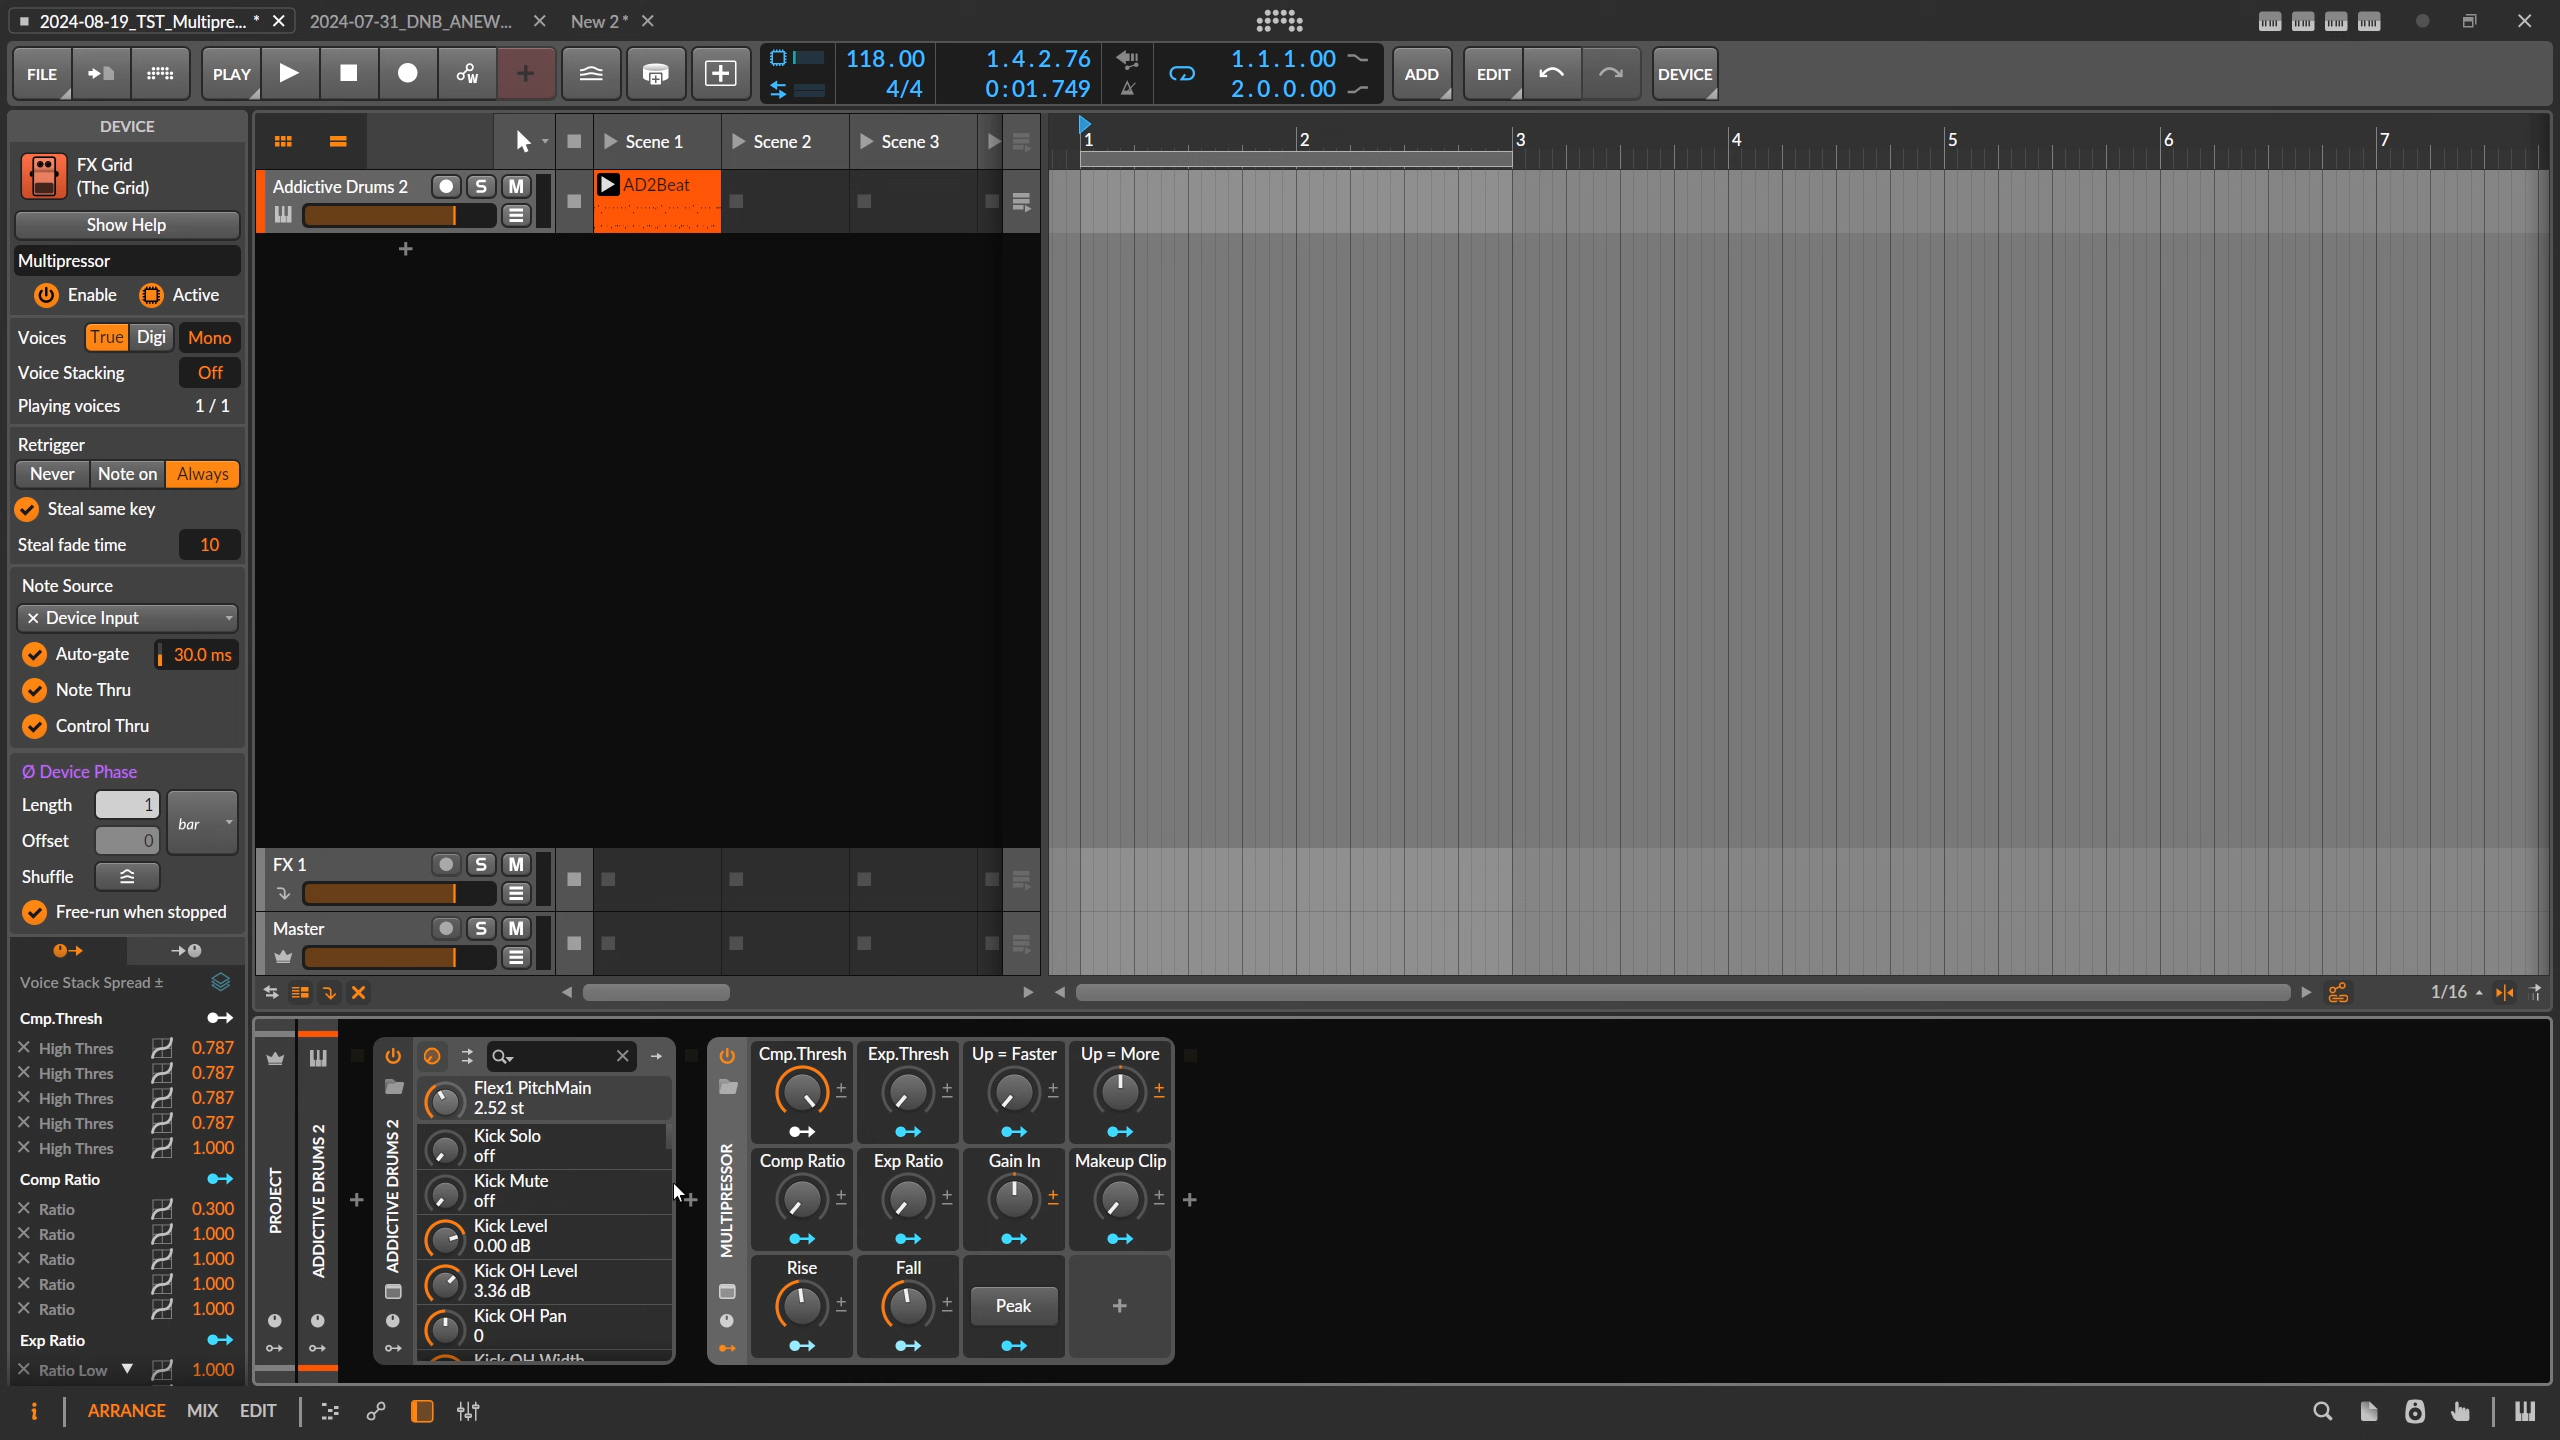 2024-08-19_TST_Multipre... *
2024-07-31_DNB_ANEW...
New 2 *
FILE
PLAY
118.00
4/4
1.4.2.76
0:01.749
1.1.1.00
2.0.0.00
ADD
EDIT
DEVICE
DEVICE
FX Grid
(The Grid)
Show Help
Multipressor
Enable
Active
Voices
True
Digi
Mono
Voice Stacking
Off
Playing voices
1 / 1
Retrigger
Never
Note on
Always
Steal same key
Steal fade time
10
Note Source
Device Input
Auto-gate
30.0 ms
Note Thru
Control Thru
Ø Device Phase
Length
1
bar
Offset
0
Shuffle
Free-run when stopped
Voice Stack Spread ±
Cmp.Thresh
High Thres 0.787
High Thres 0.787
High Thres 0.787
High Thres 0.787
High Thres 1.000
Comp Ratio
Ratio 0.300
Ratio 1.000
Ratio 1.000
Ratio 1.000
Ratio 1.000
Exp Ratio
Ratio Low 1.000
Scene 1
Scene 2
Scene 3
Addictive Drums 2
S
M
AD2Beat
1
2
3
4
5
6
7
FX 1
S
M
Master
S
M
1/16
PROJECT
ADDICTIVE DRUMS 2
ADDICTIVE DRUMS 2
Flex1 PitchMain
2.52 st
Kick Solo
off
Kick Mute
off
Kick Level
0.00 dB
Kick OH Level
3.36 dB
Kick OH Pan
0
Kick OH Width
MULTIPRESSOR
Cmp.Thresh
Exp.Thresh
Up = Faster
Up = More
Comp Ratio
Exp Ratio
Gain In
Makeup Clip
Rise
Fall
Peak
i
ARRANGE
MIX
EDIT